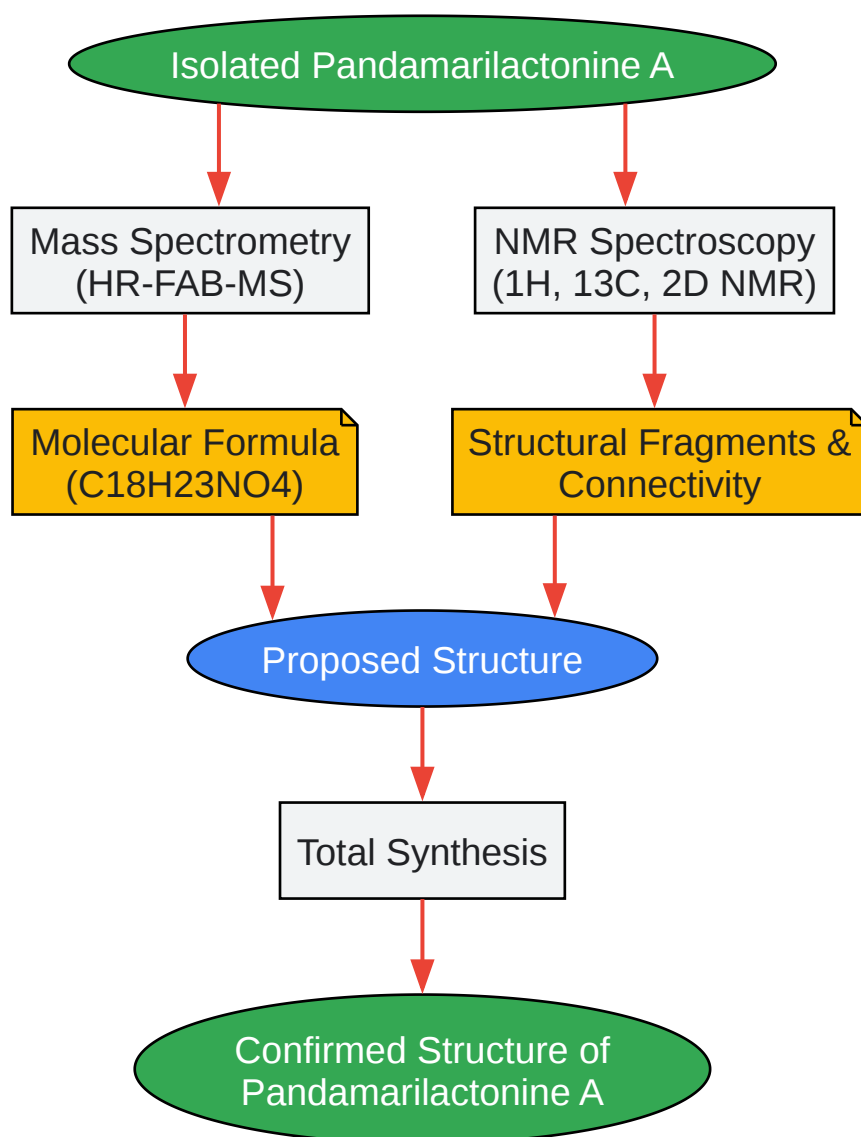 Isolated Pandamarilactonine A
Mass Spectrometry
(HR-FAB-MS)
NMR Spectroscopy
(1H, 13C, 2D NMR)
Molecular Formula
(C18H23NO4)
Structural Fragments &
Connectivity
Proposed Structure
Total Synthesis
Confirmed Structure of
Pandamarilactonine A